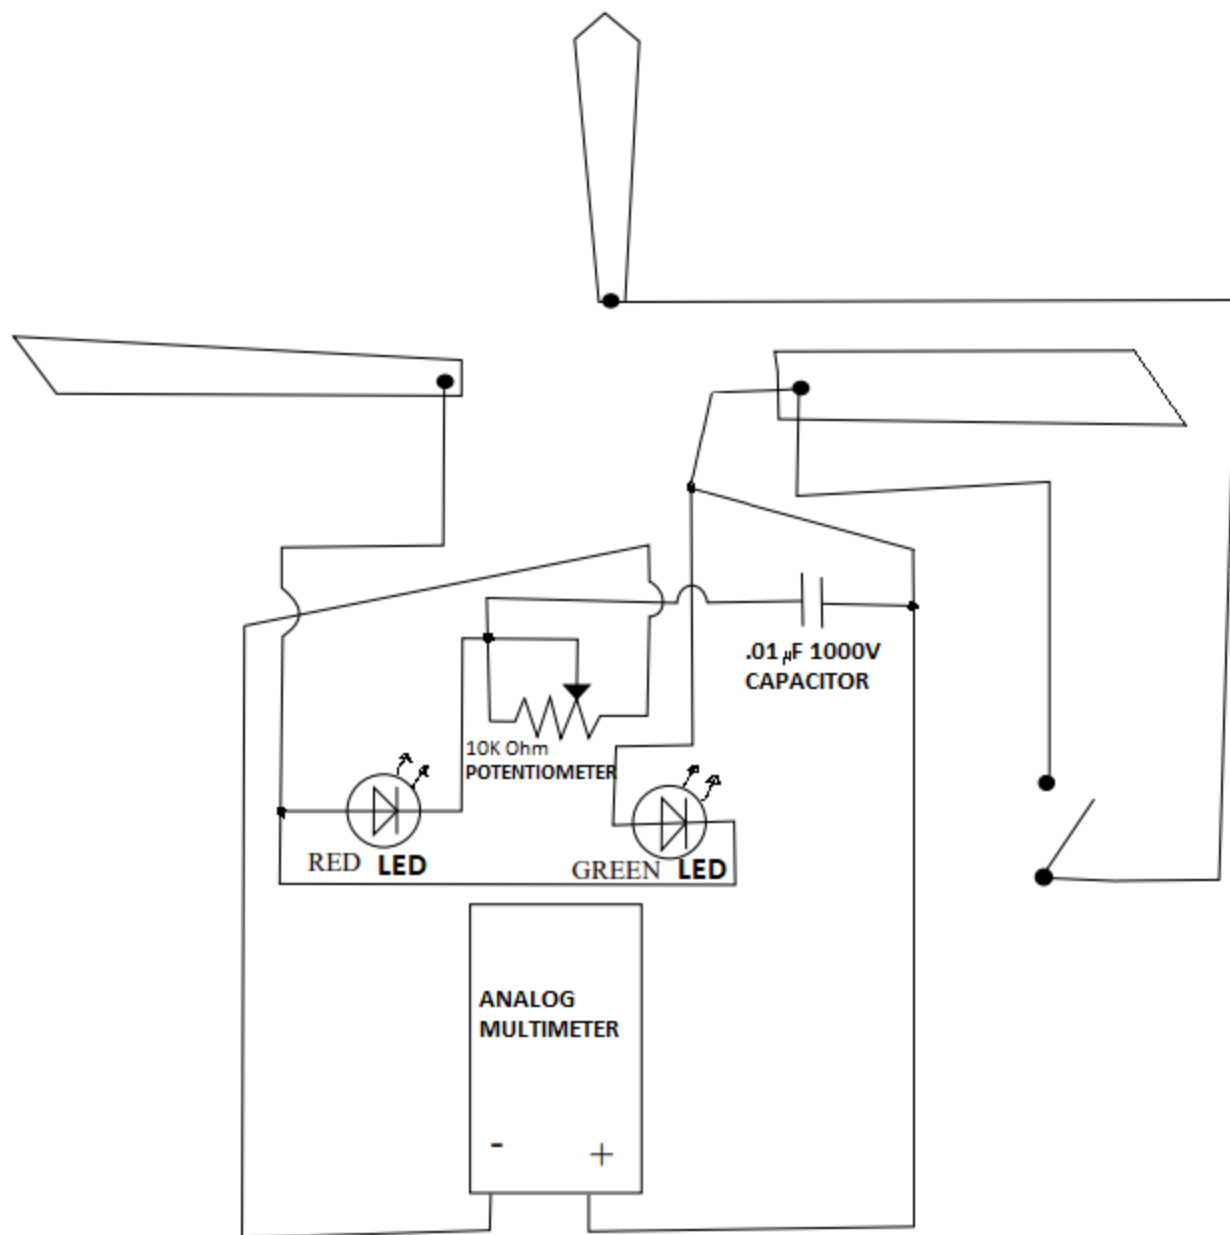 .01 µF 1000V
CAPACITOR
10K Ohm
POTENTIOMETER
RED LED
GREEN LED
ANALOG
MULTIMETER
- +